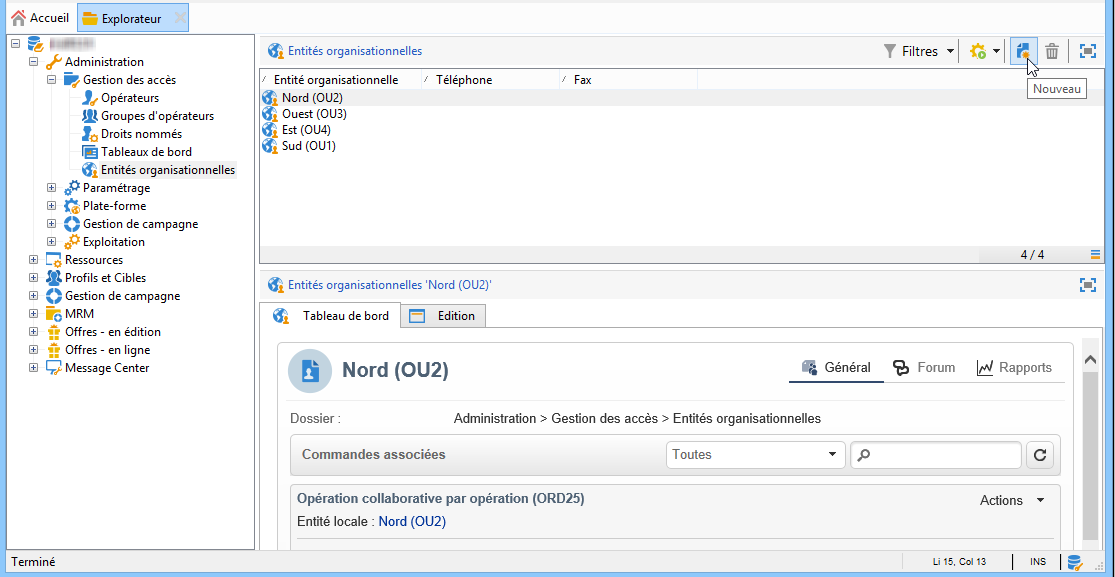 Accueil
Explorateur
Administration
Gestion des accès
Opérateurs
Groupes d'opérateurs
Droits nommés
Tableaux de bord
Entités organisationnelles
Paramétrage
Plate-forme
Gestion de campagne
Exploitation
Ressources
Profils et Cibles
Gestion de campagne
MRM
Offres - en édition
Offres - en ligne
Message Center
Entités organisationnelles
Filtres
Nouveau
Entité organisationnelle
Téléphone
Fax
Nord (OU2)
Ouest (OU3)
Est (OU4)
Sud (OU1)
4 / 4
Entités organisationnelles 'Nord (OU2)'
Tableau de bord
Edition
Nord (OU2)
Général
Forum
Rapports
Dossier :
Administration > Gestion des accès > Entités organisationnelles
Commandes associées
Toutes
Opération collaborative par opération (ORD25)
Actions
Entité locale : Nord (OU2)
Terminé
Li 15, Col 13
INS